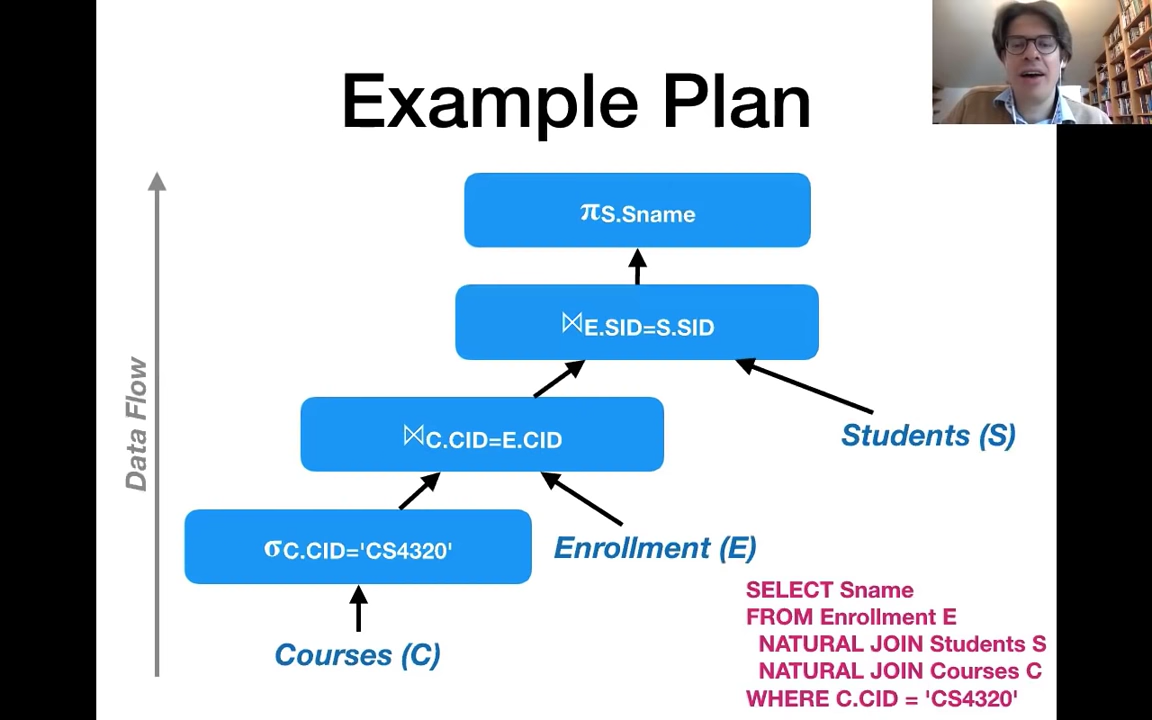 Example Plan
πS.Sname
⋈E.SID=S.SID
Data Flow
Students (S)
⋈C.CID=E.CID
σC.CID='CS4320'
Enrollment (E)
Courses (C)
SELECT Sname
FROM Enrollment E
NATURAL JOIN Students S
NATURAL JOIN Courses C
WHERE C.CID = 'CS4320'